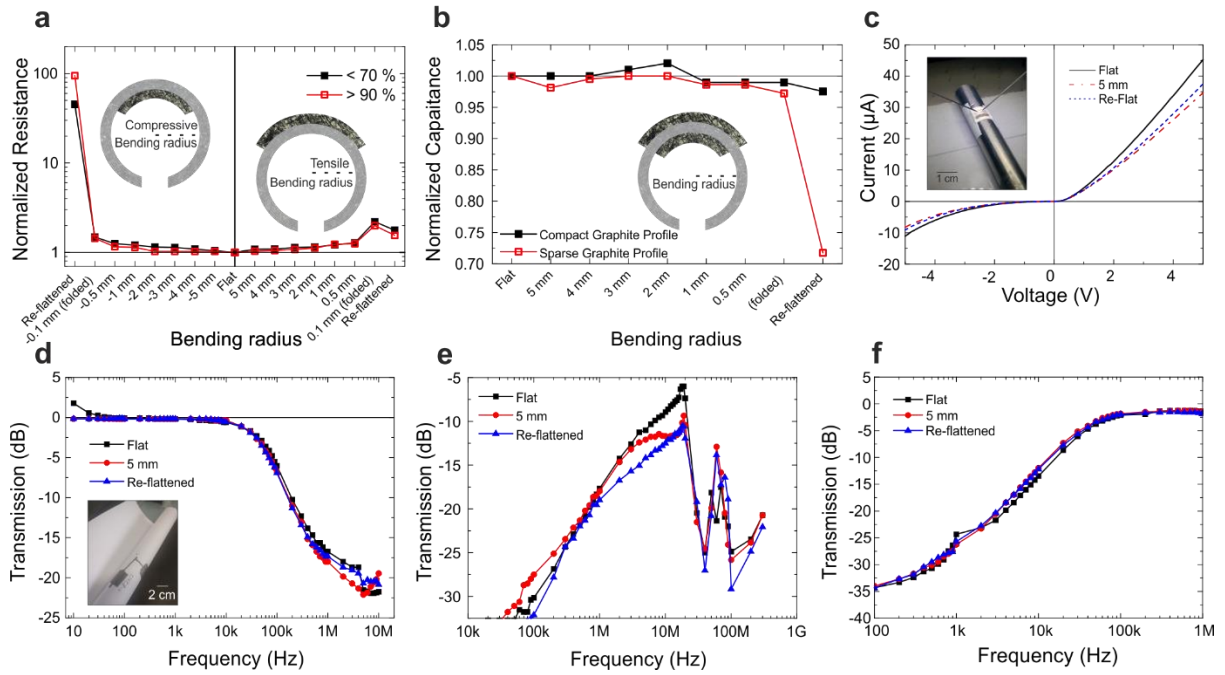 a
Normalized Resistance
100
10
1
< 70 %
> 90 %
Compressive
Bending radius
Tensile
Bending radius
Re-flattened
-0.1 mm (folded)
-0.5 mm
-1 mm
-2 mm
-3 mm
-4 mm
-5 mm
Flat
5 mm
4 mm
3 mm
2 mm
1 mm
0.5 mm
0.1 mm (folded)
Re-flattened
Bending radius
b
Normalized Capaitance
1.05
1.00
0.95
0.90
0.85
0.80
0.75
0.70
Bending radius
Compact Graphite Profile
Sparse Graphite Profile
Flat
5 mm
4 mm
3 mm
2 mm
1 mm
0.5 mm
(folded)
Re-flattened
Bending radius
c
Current (µA)
50
40
30
20
10
0
-10
-20
Flat
5 mm
Re-Flat
1 cm
-4
-2
0
2
4
Voltage (V)
d
Transmission (dB)
5
0
-5
-10
-15
-20
-25
Flat
5 mm
Re-flattened
2 cm
10
100
1k
10k
100k
1M
10M
Frequency (Hz)
e
Transmission (dB)
-5
-10
-15
-20
-25
-30
Flat
5 mm
Re-flattened
10k
100k
1M
10M
100M
1G
Frequency (Hz)
f
Transmission (dB)
5
0
-5
-10
-15
-20
-25
-30
-35
-40
Flat
5 mm
Re-flattened
100
1k
10k
100k
1M
Frequency (Hz)